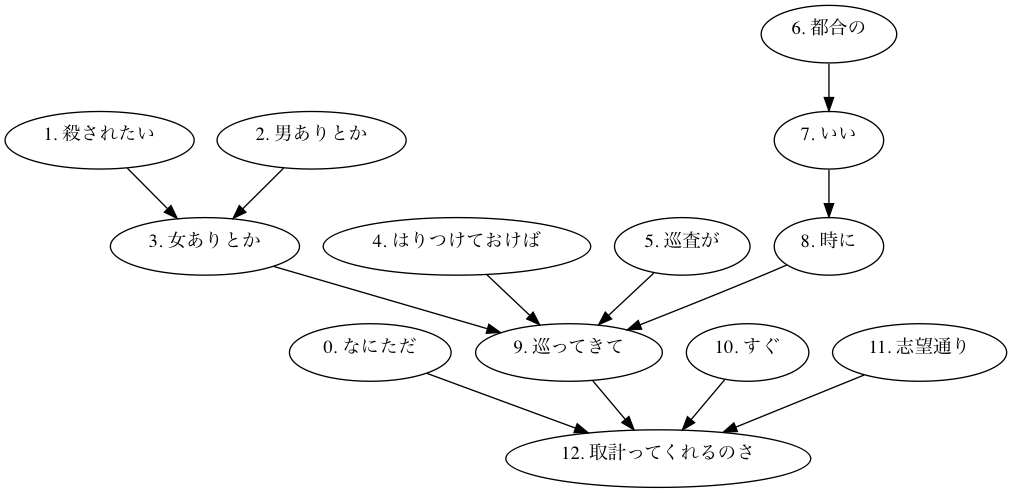 6. 都合の
1. 殺されたい
2. 男ありとか
7. いい
3. 女ありとか
4. はりつけておけば
5. 巡査が
8. 時に
0. なにただ
9. 巡ってきて
10. すぐ
11. 志望通り
12. 取計ってくれるのさ